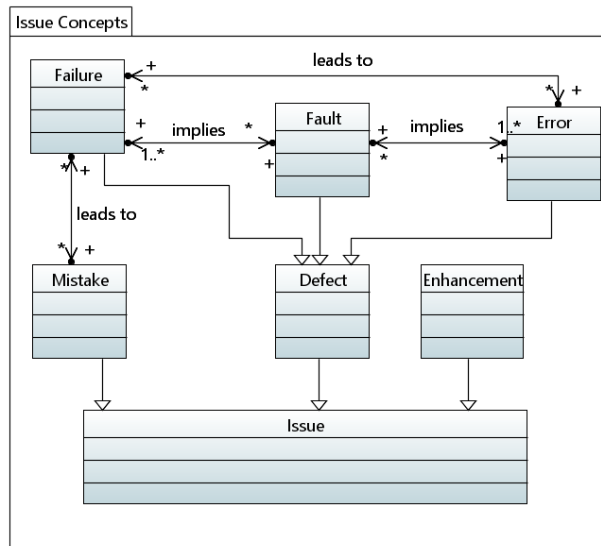 Issue Concepts
Failure
+
*
leads to
*
+
+
1..*
implies
*
+
Fault
+
*
implies
1..*
+
Error
*
+
leads to
*
+
Mistake
Defect
Enhancement
Issue